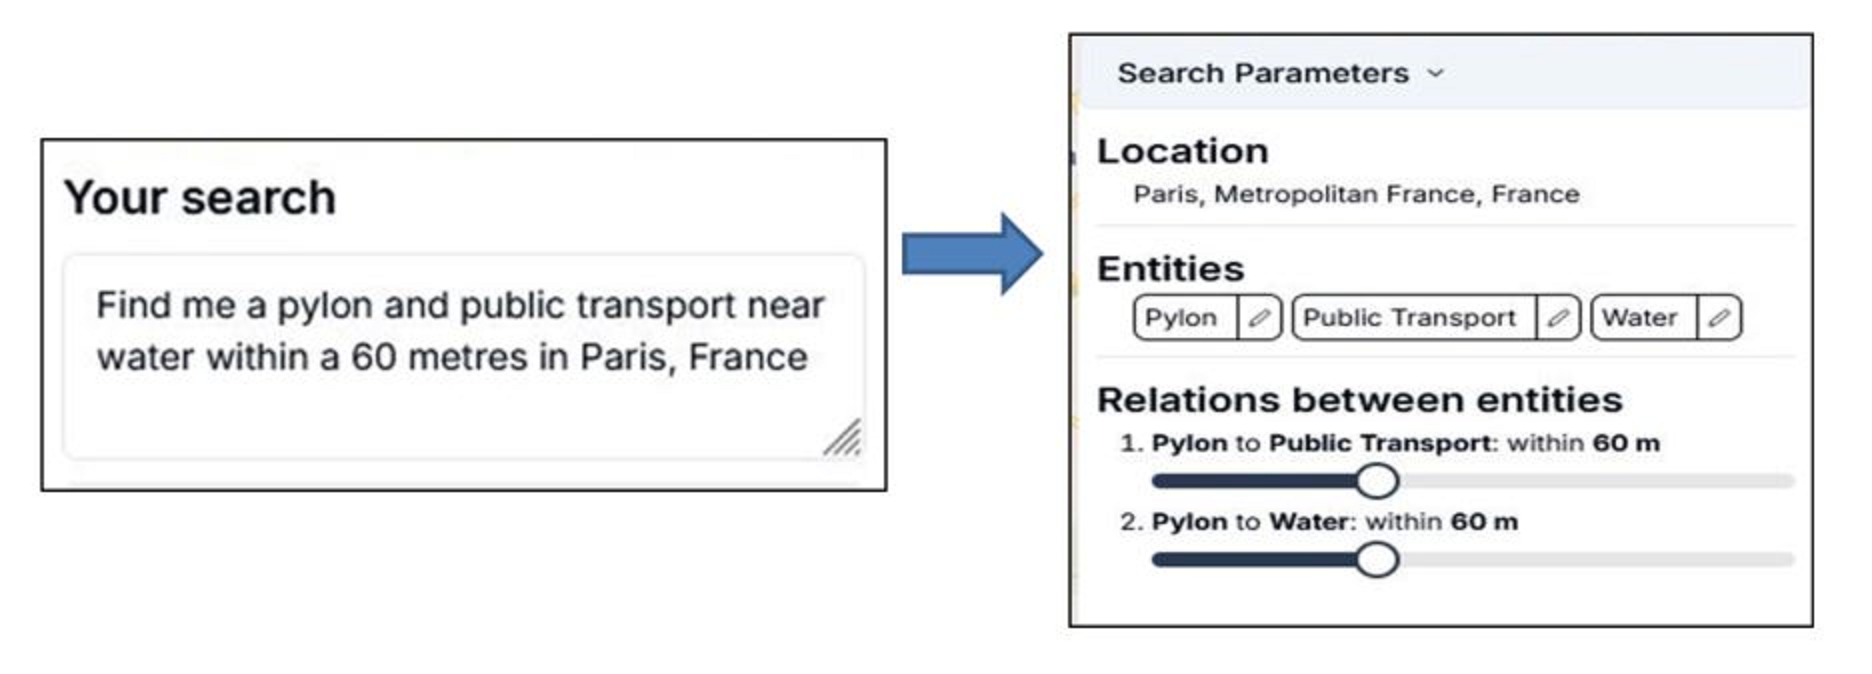 Your search
Find me a pylon and public transport near
water within a 60 metres in Paris, France
Search Parameters
Location
Paris, Metropolitan France, France
Entities
Pylon Public Transport Water
Relations between entities
1. Pylon to Public Transport: within 60 m
2. Pylon to Water: within 60 m